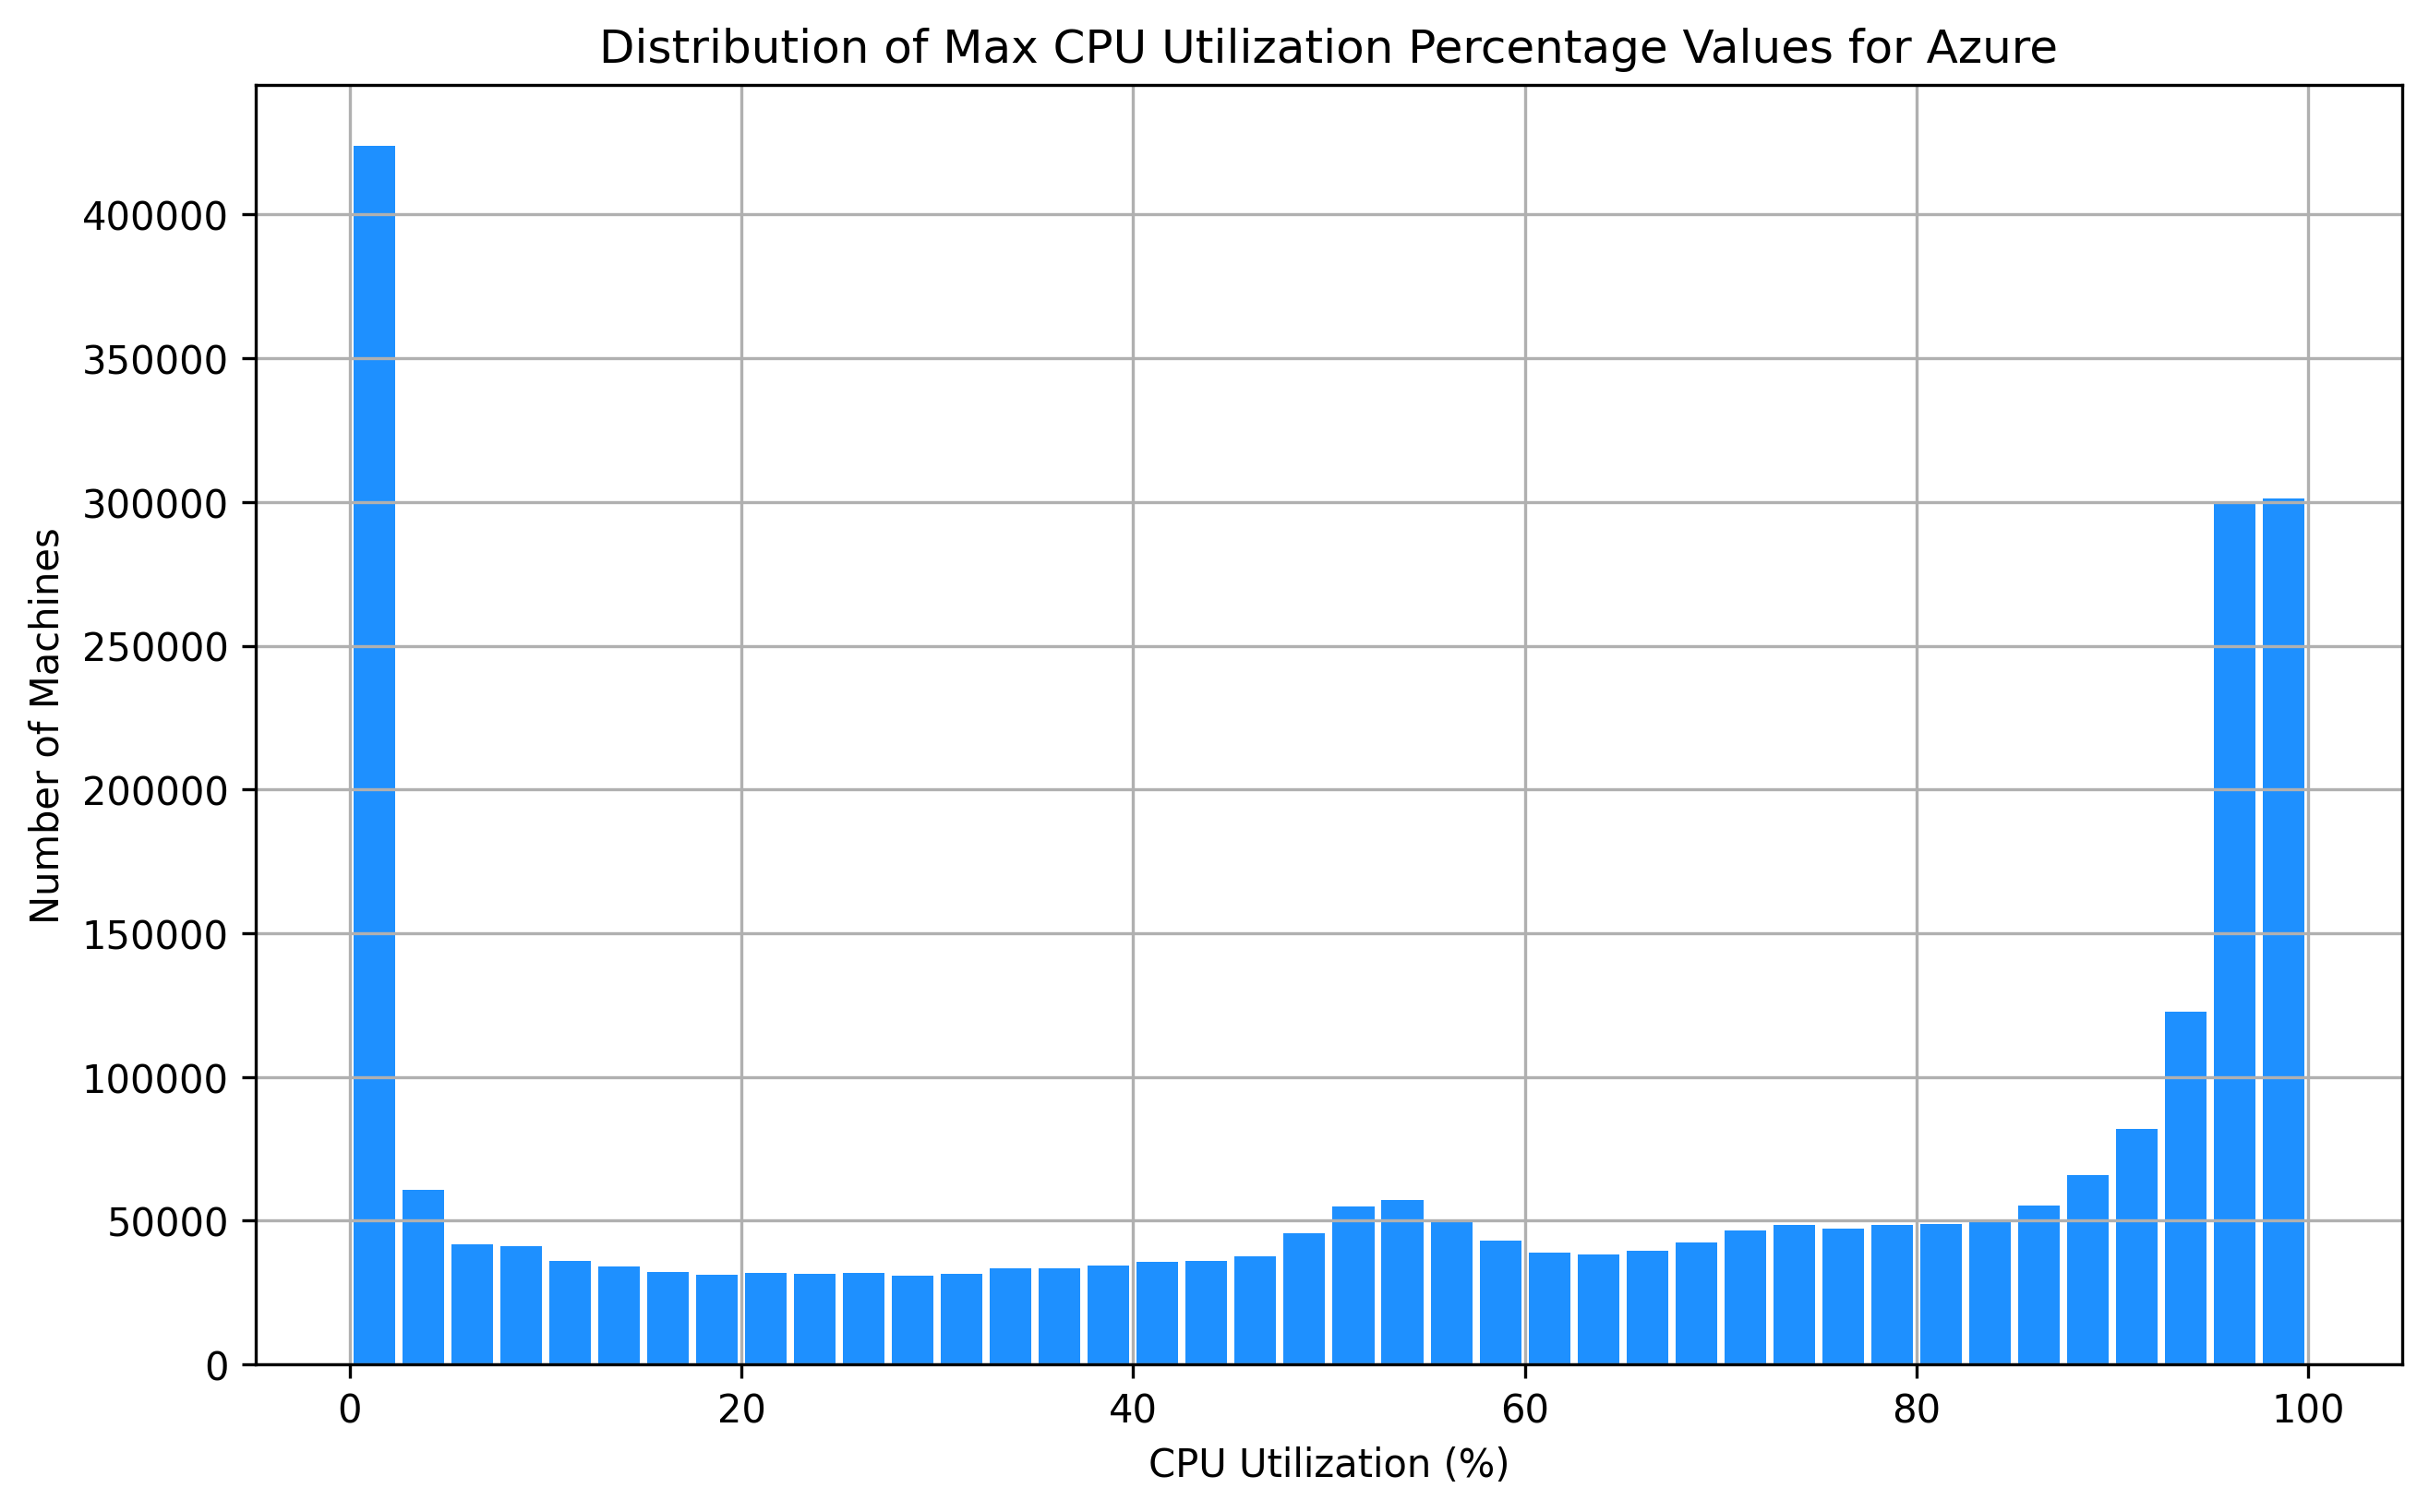 Distribution of Max CPU Utilization Percentage Values for Azure
400000
350000
300000
250000
200000
150000
100000
50000
0
Number of Machines
0 20 40 60 80 100
CPU Utilization (%)